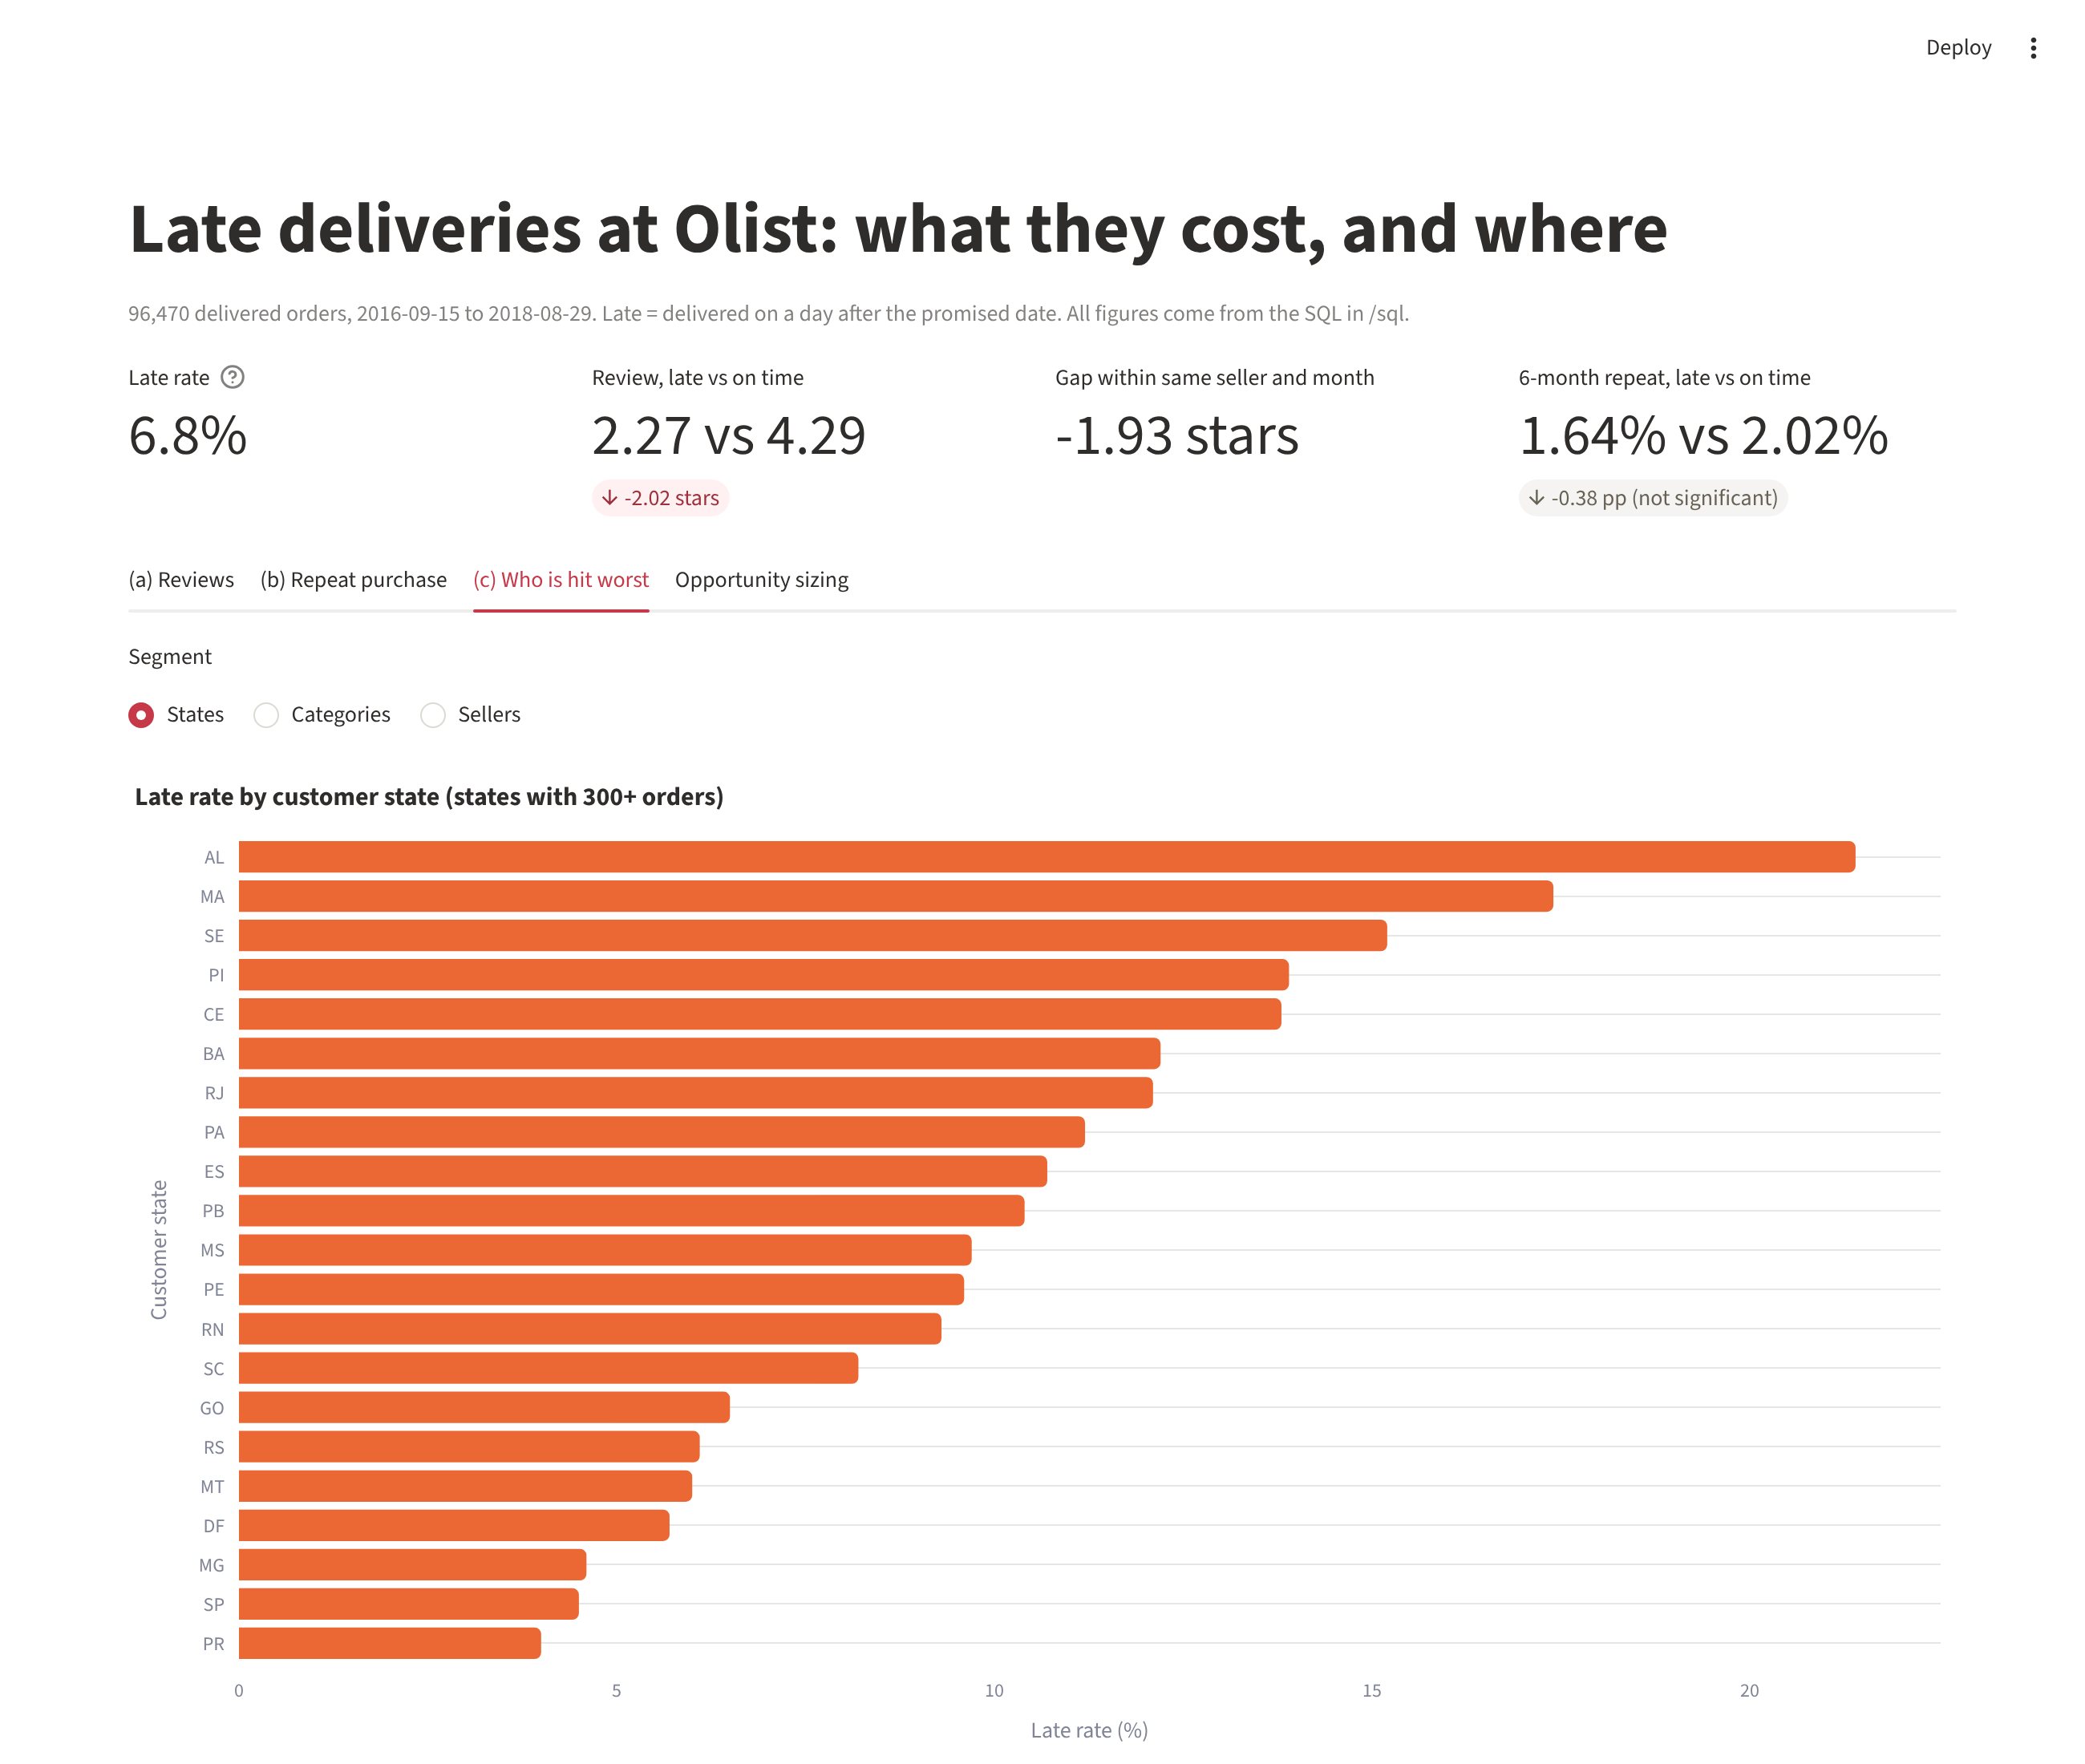 Deploy
Late deliveries at Olist: what they cost, and where
96,470 delivered orders, 2016-09-15 to 2018-08-29. Late = delivered on a day after the promised date. All figures come from the SQL in /sql.
Late rate ?
6.8%
Review, late vs on time
2.27 vs 4.29
↓ -2.02 stars
Gap within same seller and month
-1.93 stars
6-month repeat, late vs on time
1.64% vs 2.02%
↓ -0.38 pp (not significant)
(a) Reviews (b) Repeat purchase (c) Who is hit worst Opportunity sizing
Segment
States Categories Sellers
Late rate by customer state (states with 300+ orders)
Customer state
AL
MA
SE
PI
CE
BA
RJ
PA
ES
PB
MS
PE
RN
SC
GO
RS
MT
DF
MG
SP
PR
0 5 10 15 20
Late rate (%)